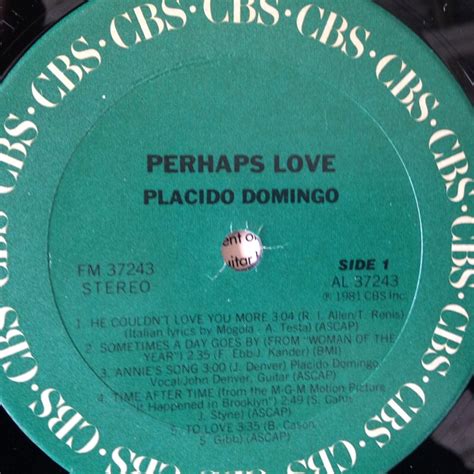 CBS · CBS · CBS · CBS · CBS · CBS · CBS · CBS · CBS · CBS · CBS
PERHAPS LOVE
PLACIDO DOMINGO
FM 37243
STEREO
SIDE 1
AL 37243
℗ 1981 CBS Inc.
1. HE COULDN'T LOVE YOU MORE 3:04 (R. I. Allen/T. Renis)
(Italian lyrics by Mogola - A. Testa) (ASCAP)
2. SOMETIMES A DAY GOES BY (FROM "WOMAN OF THE
YEAR") 2:35 (F. Ebb/J. Kander) (BMI)
3. ANNIE'S SONG 3:00 (J. Denver) Placido Domingo
Vocal/John Denver, Guitar (ASCAP)
4. TIME AFTER TIME (from the M-G-M Motion Picture
"It Happened in Brooklyn") 2:49 (S. Cahn
J. Styne) (ASCAP)
5. TO LOVE 3:35 (B. Cason
S. Gibb) (ASCAP)